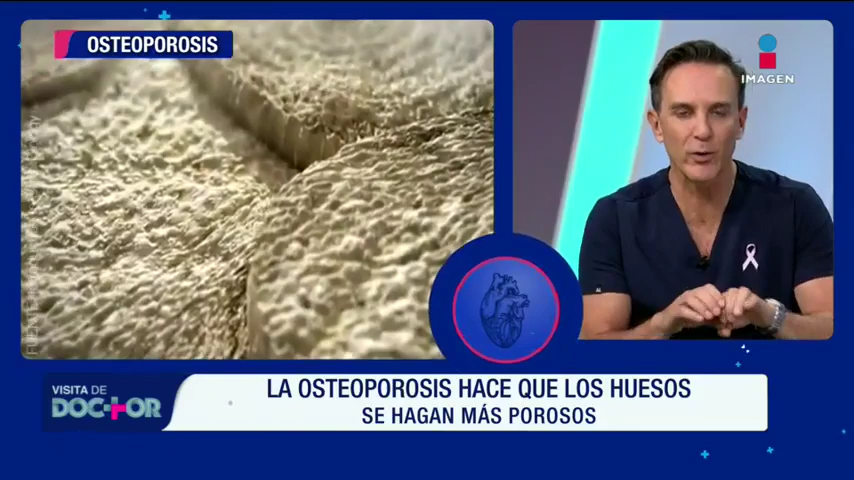 OSTEOPOROSIS
IMAGEN
VISITA DE
DOCTOR
LA OSTEOPOROSIS HACE QUE LOS HUESOS
SE HAGAN MÁS POROSOS